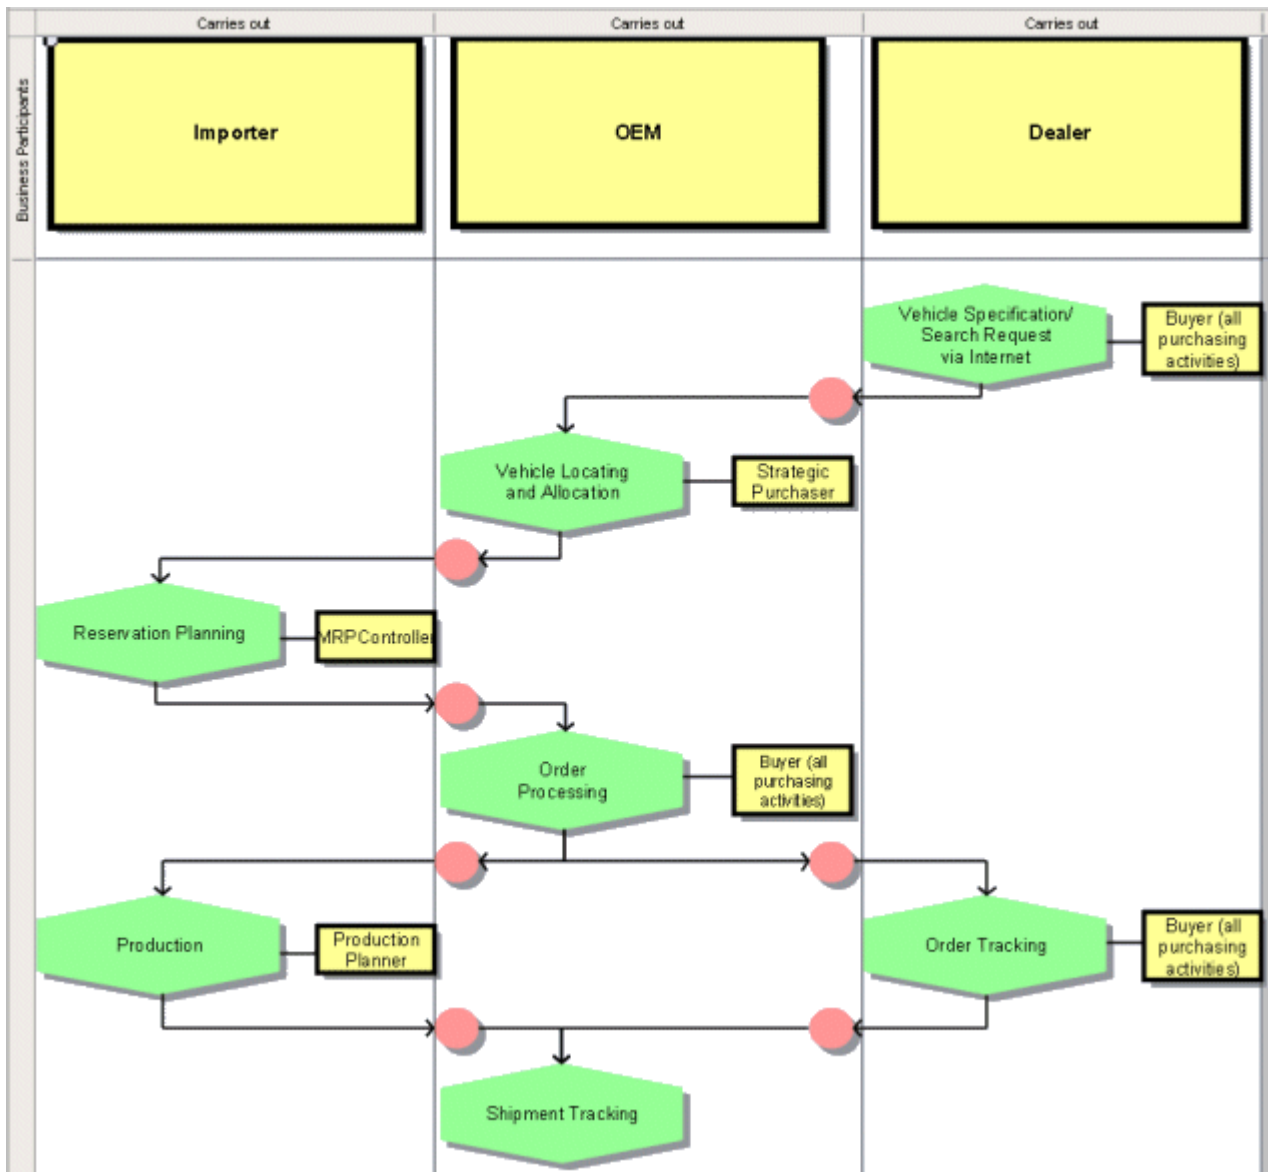 Carries out
Carries out
Carries out
Business Participants
Importer
OEM
Dealer
Vehicle Specification/
Search Request
via Internet
Buyer (all
purchasing
activities)
Vehicle Locating
and Allocation
Strategic
Purchaser
Reservation Planning
MRPController
Order
Processing
Buyer (all
purchasing
activities)
Production
Production
Planner
Order Tracking
Buyer (all
purchasing
activities)
Shipment Tracking